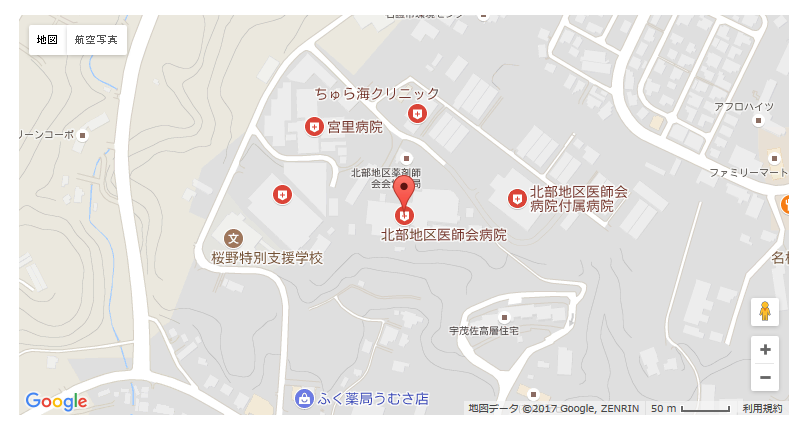 地図 航空写真
ちゅら海クリニック
宮里病院
アフロハイツ
リーンコーポ
北部地区薬剤師
ファミリーマート
北部地区医師会
病院付属病院
北部地区医師会病院
桜野特別支援学校
名
宇茂佐高層住宅
ふく薬局うむさ店
Google
地図データ ©2017 Google, ZENRIN 50 m 利用規約